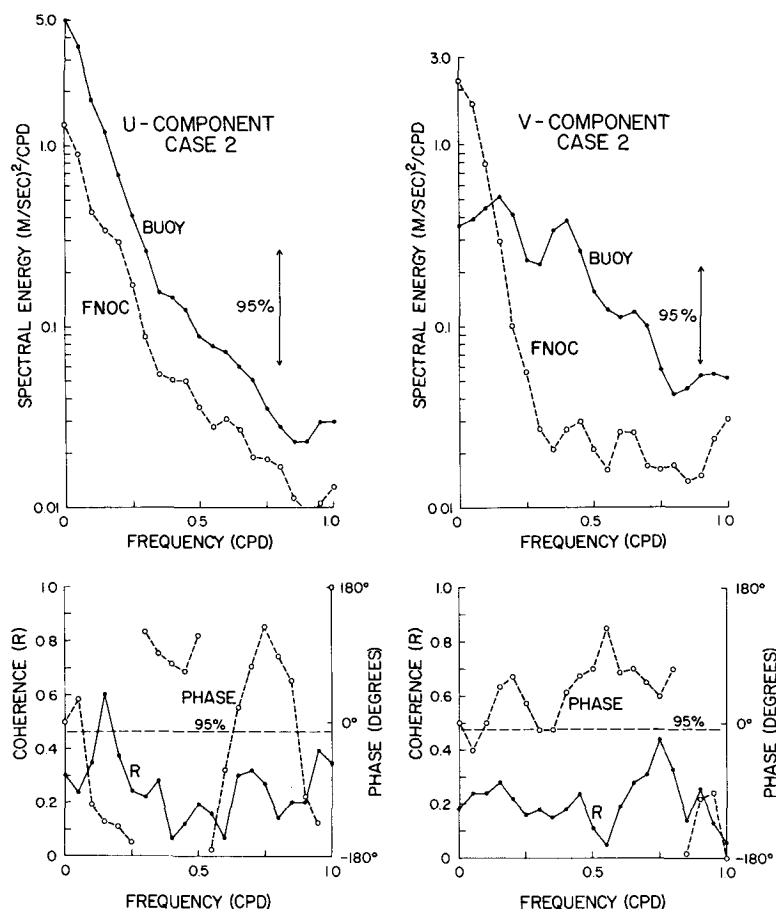 5.0
1.0
0.1
0.01
SPECTRAL ENERGY (M/SEC)²/CPD
U-COMPONENT
CASE 2
BUOY
FNOC
95%
0
0.5
1.0
FREQUENCY (CPD)
3.0
1.0
0.1
0.01
SPECTRAL ENERGY (M/SEC)²/CPD
V-COMPONENT
CASE 2
BUOY
FNOC
95%
0
0.5
1.0
FREQUENCY (CPD)
1.0
0.8
0.6
0.4
0.2
0
COHERENCE (R)
PHASE
95%
R
180°
0°
-180°
PHASE (DEGREES)
0
0.5
1.0
FREQUENCY (CPD)
1.0
0.8
0.6
0.4
0.2
0
COHERENCE (R)
PHASE
95%
R
180°
0°
-180°
PHASE (DEGREES)
0
0.5
1.0
FREQUENCY (CPD)